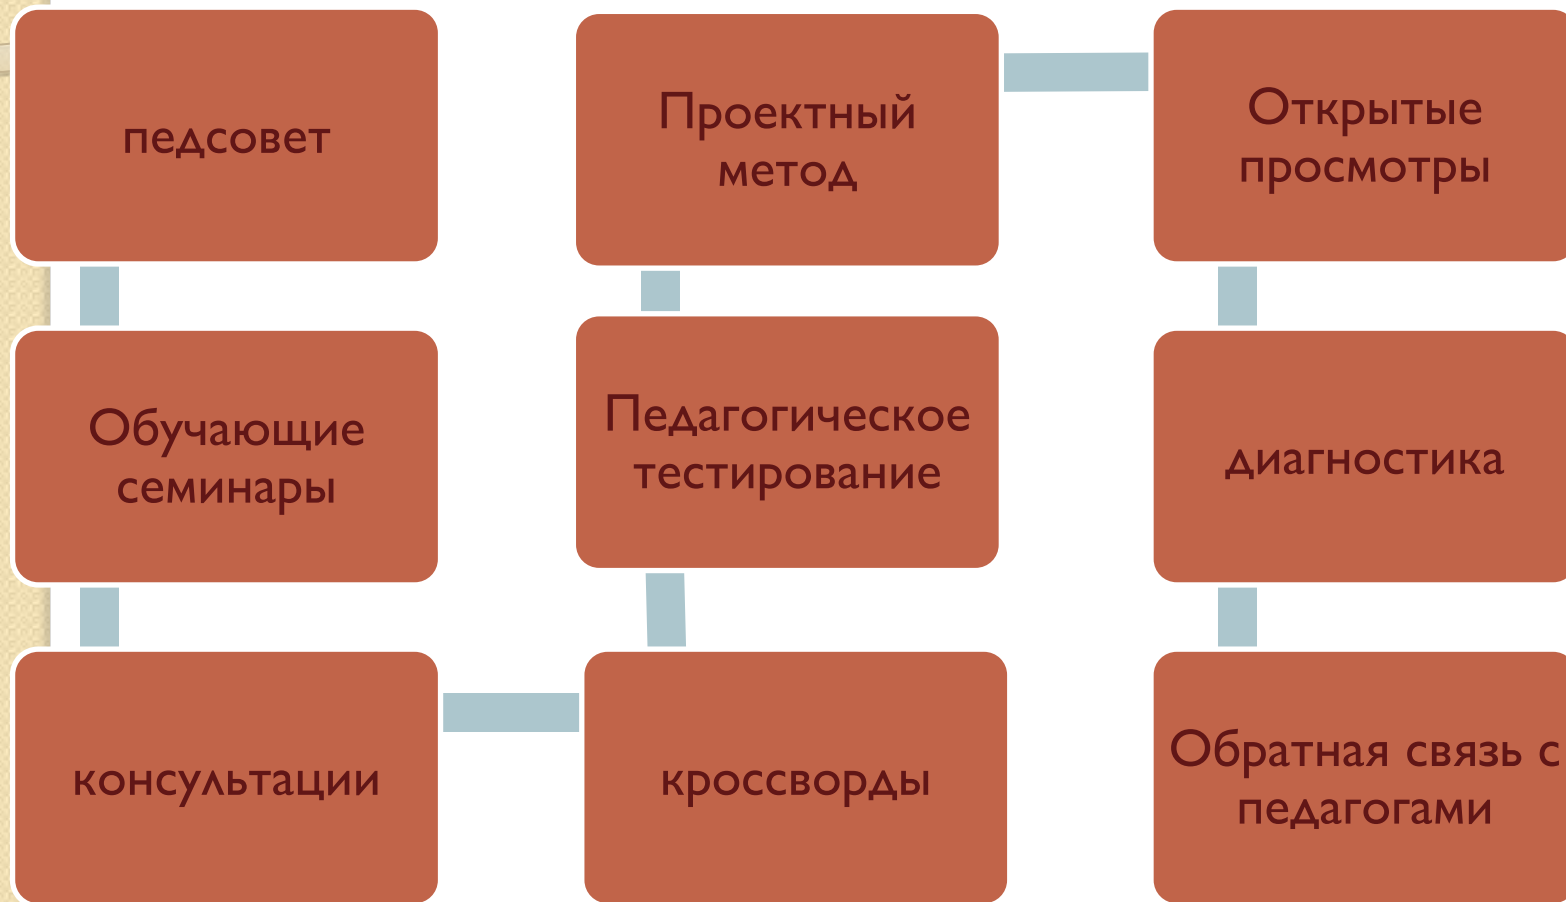 педсовет
Обучающие
семинары
консультации
кроссворды
Педагогическое
тестирование
Проектный
метод
Открытые
просмотры
диагностика
Обратная связь с
педагогами